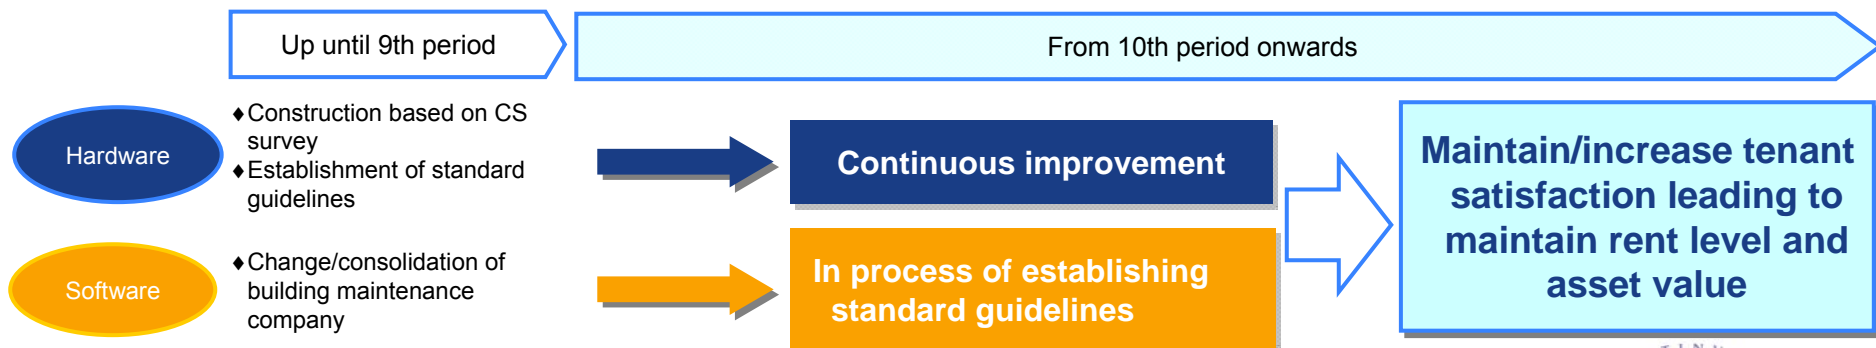 Up until 9th period
From 10th period onwards
Hardware
♦Construction based on CS
survey
♦Establishment of standard
guidelines
Continuous improvement
Software
♦Change/consolidation of
building maintenance
company
In process of establishing
standard guidelines
Maintain/increase tenant
satisfaction leading to
maintain rent level and
asset value